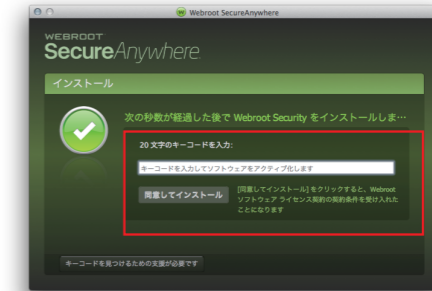 Webroot SecureAnywhere
WEBROOT
SecureAnywhere
インストール
次の秒数が経過した後で Webroot Security をインストールしま…
20 文字のキーコードを入力:
キーコードを入力してソフトウェアをアクティブ化します
同意してインストール
[同意してインストール] をクリックすると、Webroot
ソフトウェア ライセンス契約の契約条件を受け入れた
ことになります
キーコードを見つけるための支援が必要です